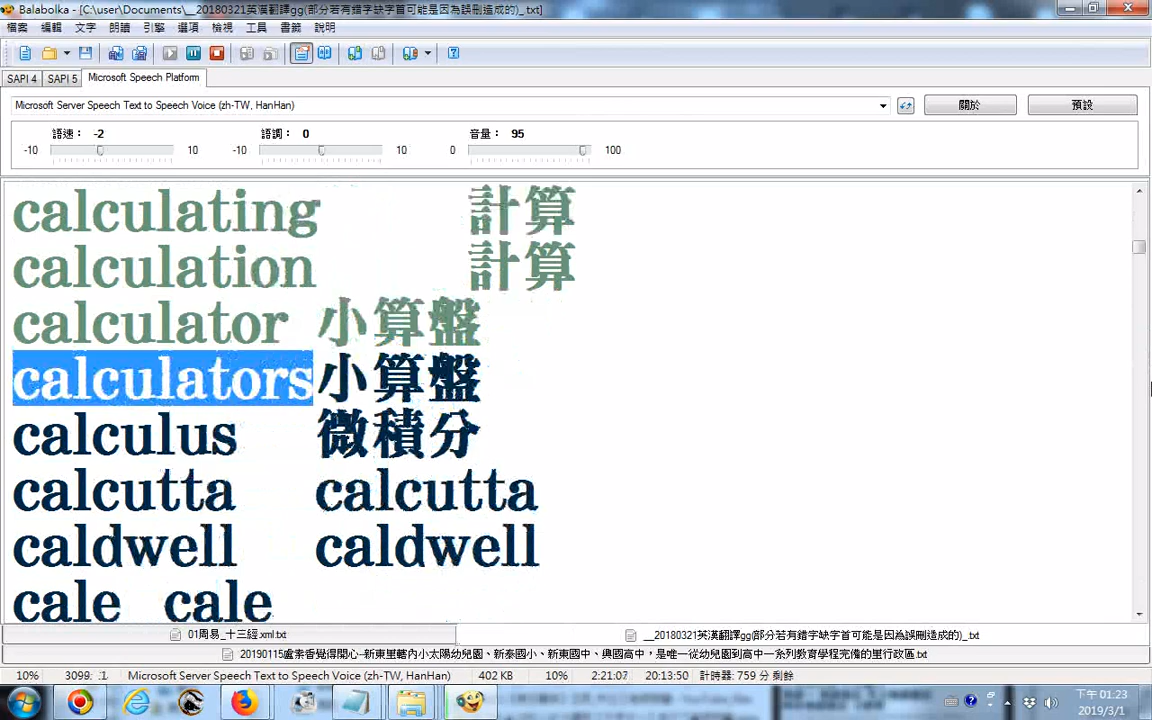 Balabolka - [C:\user\Documents\__20180321英漢翻譯gg(部分若有錯字缺字首可能是因為誤刪造成的)_.txt]
檔案 編輯 文字 朗讀 引擎 選項 檢視 工具 書籤 說明
SAPI 4 SAPI 5 Microsoft Speech Platform
Microsoft Server Speech Text to Speech Voice (zh-TW, HanHan) 關於 預設
語速： -2 語調： 0 音量： 95
-10 10 -10 10 0 100
calculating 計算
calculation 計算
calculator 小算盤
calculators 小算盤
calculus 微積分
calcutta calcutta
caldwell caldwell
cale cale
01周易_十三經.xml.txt __20180321英漢翻譯gg(部分若有錯字缺字首可能是因為誤刪造成的)_.txt
20190115盧素香覺得開心-新東里轄內小太陽幼兒園、新泰國小、新東國中、興國高中，是唯一從幼兒園到高中一系列教育學程完備的里行政區.txt
10% 3099: :1 Microsoft Server Speech Text to Speech Voice (zh-TW, HanHan) 402 KB 10% 2:21:07 20:13:50 計時器: 759 分 剩餘
下午 01:23
2019/3/1